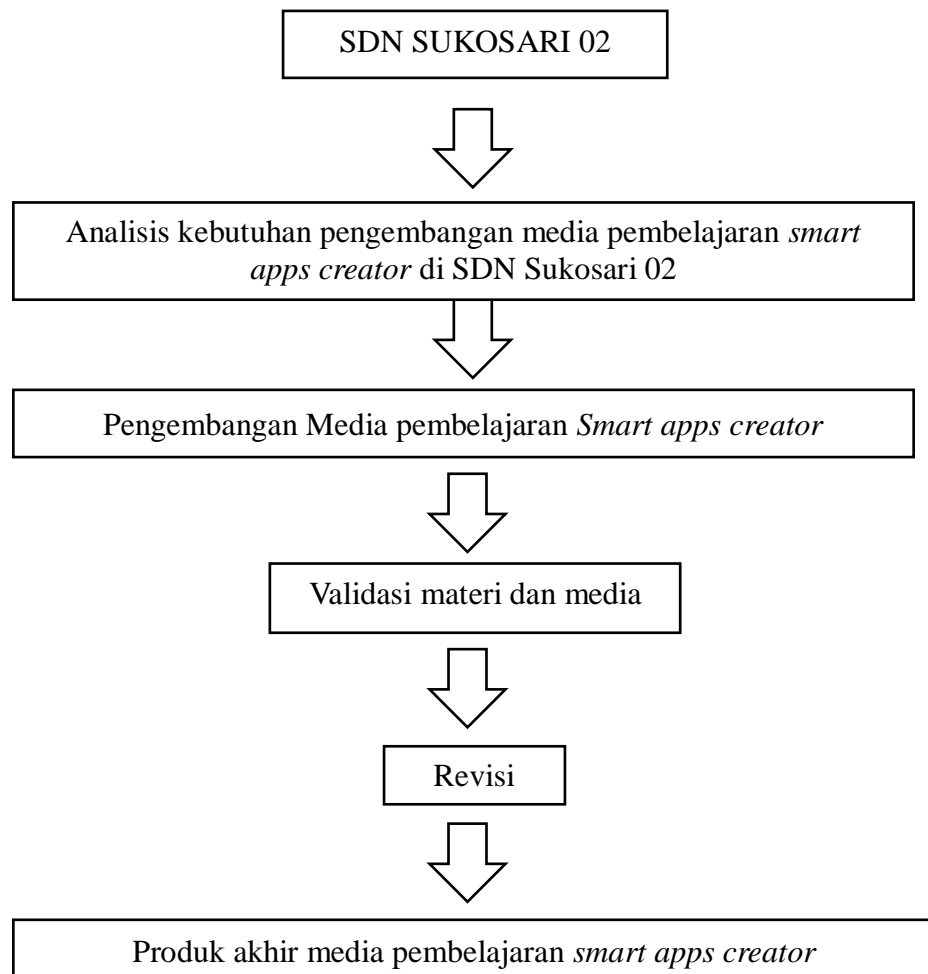 SDN SUKOSARI 02
Analisis kebutuhan pengembangan media pembelajaran smart
apps creator di SDN Sukosari 02
Pengembangan Media pembelajaran Smart apps creator
Validasi materi dan media
Revisi
Produk akhir media pembelajaran smart apps creator